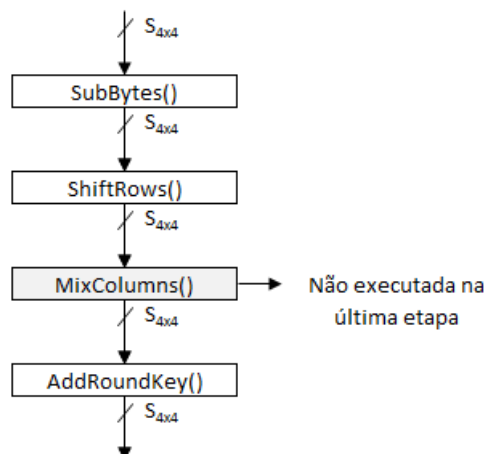 S4x4
SubBytes()
S4x4
ShiftRows()
S4x4
MixColumns()
Não executada na
última etapa
S4x4
AddRoundKey()
S4x4